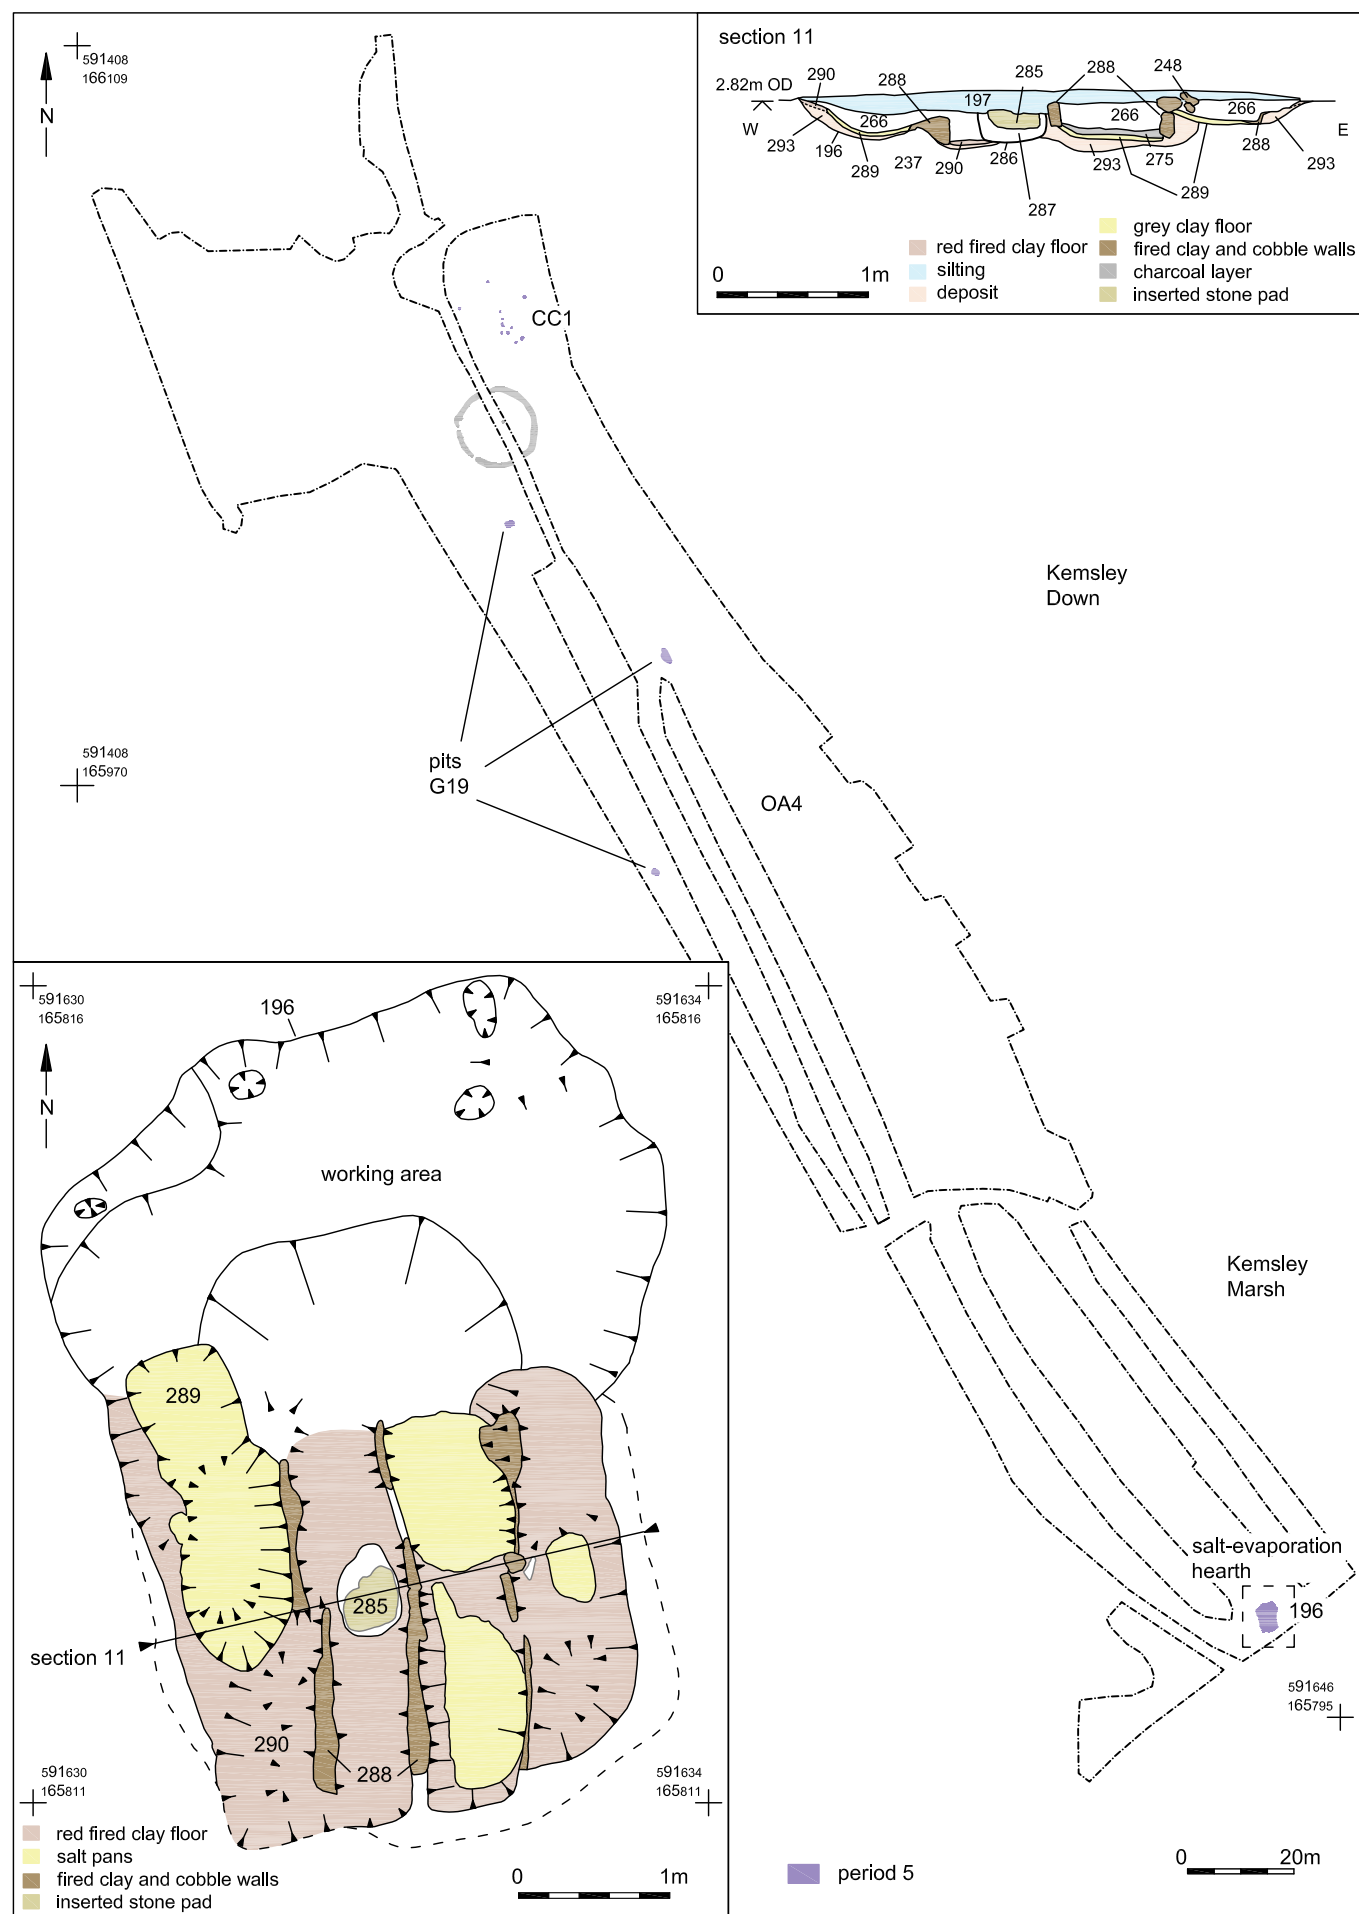 591408
166109
N
section 11
2.82m OD
290
288
285
288
248
197
266
266
266
W
E
293
196
289
237
290
286
287
293
275
289
288
293
red fired clay floor
silting
deposit
grey clay floor
fired clay and cobble walls
charcoal layer
inserted stone pad
0
1m
CC1
Kemsley
Down
591408
165970
pits
G19
OA4
591630
165816
196
591634
165816
N
working area
289
285
section 11
290
288
591630
165811
591634
165811
red fired clay floor
salt pans
fired clay and cobble walls
inserted stone pad
0
1m
Kemsley
Marsh
salt-evaporation
hearth
196
591646
165795
period 5
0
20m